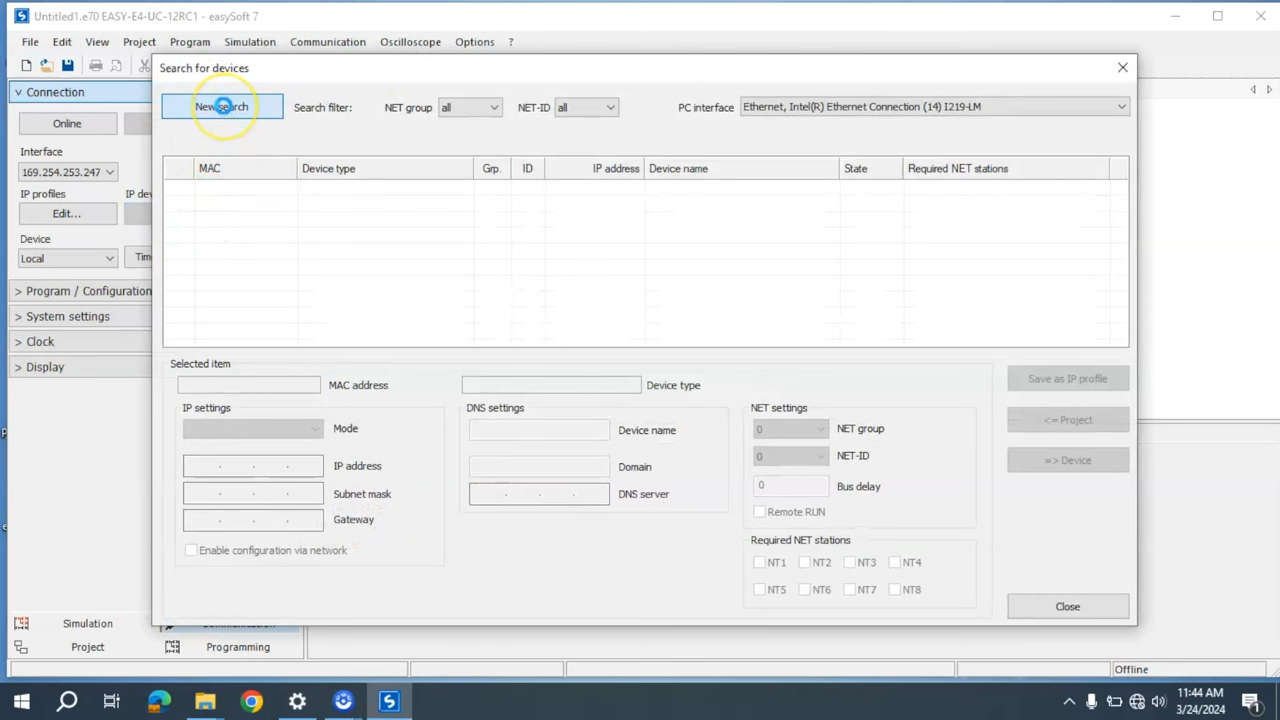 Untitled1.e70 EASY-E4-UC-12RC1 - easySoft 7
File Edit View Project Program Simulation Communication Oscilloscope Options ?
Search for devices
Connection
New search Search filter: NET group all NET-ID all PC interface Ethernet, Intel(R) Ethernet Connection (14) I219-LM
Online
Interface
169.254.253.247
IP profiles IP dev
Edit...
Device
Local Tim
> Program / Configuration
> System settings
> Clock
> Display
MAC Device type Grp. ID IP address Device name State Required NET stations
Selected item
MAC address Device type
IP settings DNS settings NET settings
Mode Device name 0 NET group
IP address Domain 0 NET-ID
Subnet mask DNS server 0 Bus delay
Gateway Remote RUN
Enable configuration via network
Required NET stations
NT1 NT2 NT3 NT4
NT5 NT6 NT7 NT8
Save as IP profile
<= Project
=> Device
Close
Simulation
Project Programming
Offline
11:44 AM
3/24/2024
1